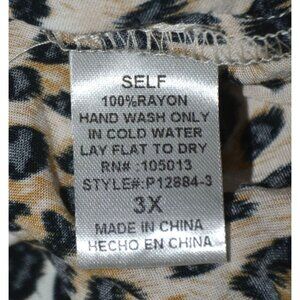 SELF
100%RAYON
HAND WASH ONLY
IN COLD WATER
LAY FLAT TO DRY
RN# :105013
STYLE#:P12884-3
3X
MADE IN CHINA
HECHO EN CHINA